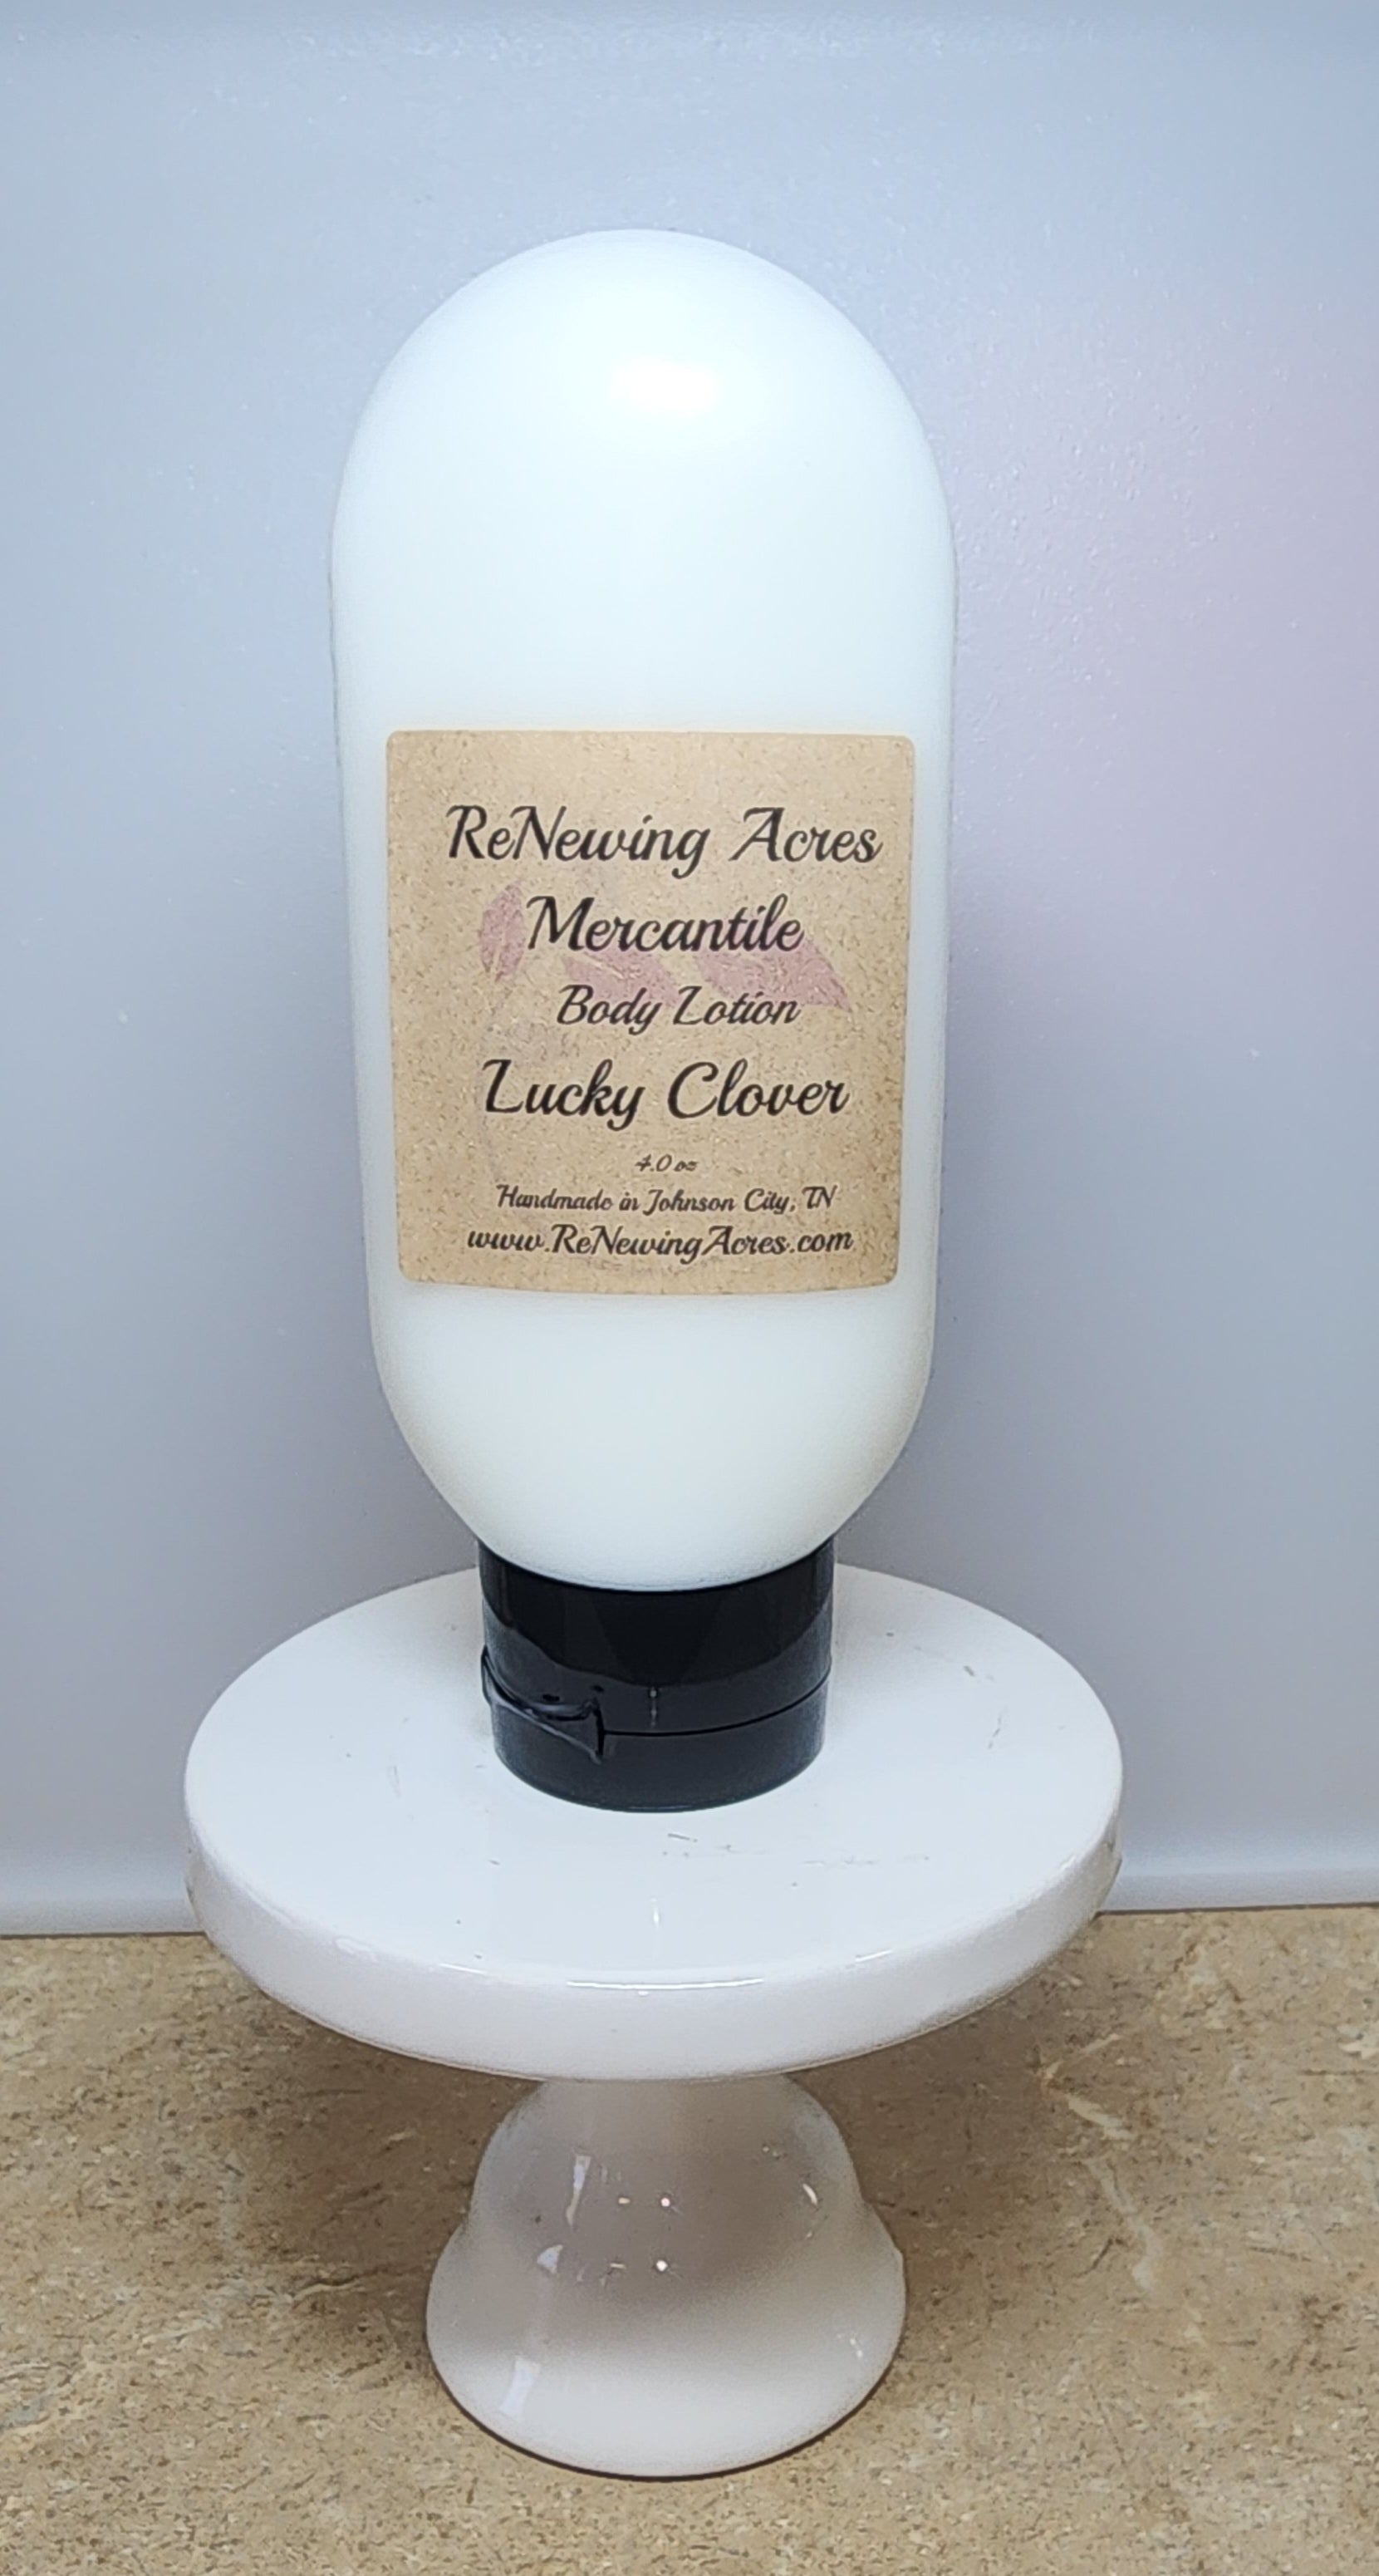 ReNewing Acres
Mercantile
Body Lotion
Lucky Clover
4.0 oz
Handmade in Johnson City, TN
www.ReNewingAcres.com